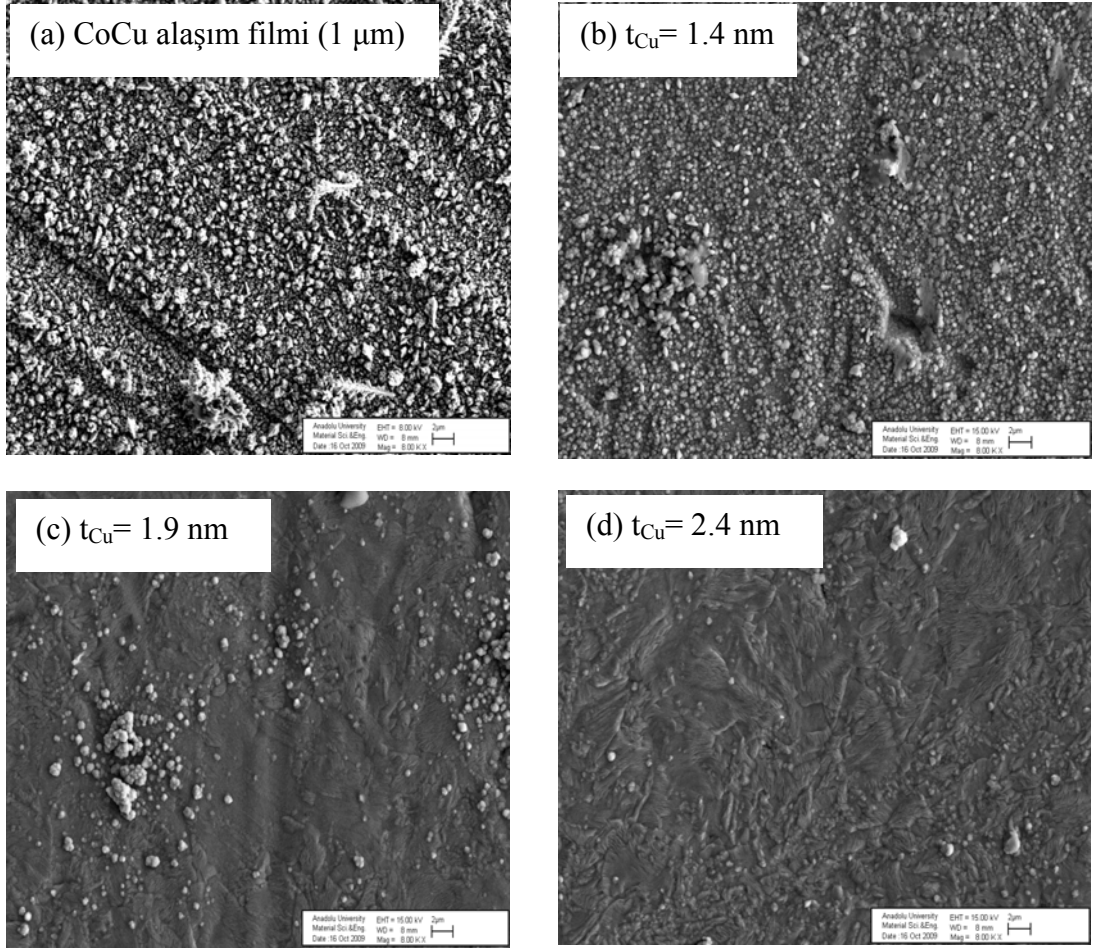 (a) CoCu alaşım filmi (1 μm)
(b) tCu= 1.4 nm
Anadolu University EHT = 8.00 kV 2μm
Material Sci.&Eng. WD = 8 mm
Date :16 Oct 2009 Mag = 8.00 K X
Anadolu University EHT = 15.00 kV 2μm
Material Sci.&Eng. WD = 8 mm
Date :16 Oct 2009 Mag = 8.00 K X
(c) tCu= 1.9 nm
(d) tCu= 2.4 nm
Anadolu University EHT = 15.00 kV 2μm
Material Sci.&Eng. WD = 8 mm
Date :16 Oct 2009 Mag = 8.00 K X
Anadolu University EHT = 15.00 kV 2μm
Material Sci.&Eng. WD = 8 mm
Date :16 Oct 2009 Mag = 8.00 K X